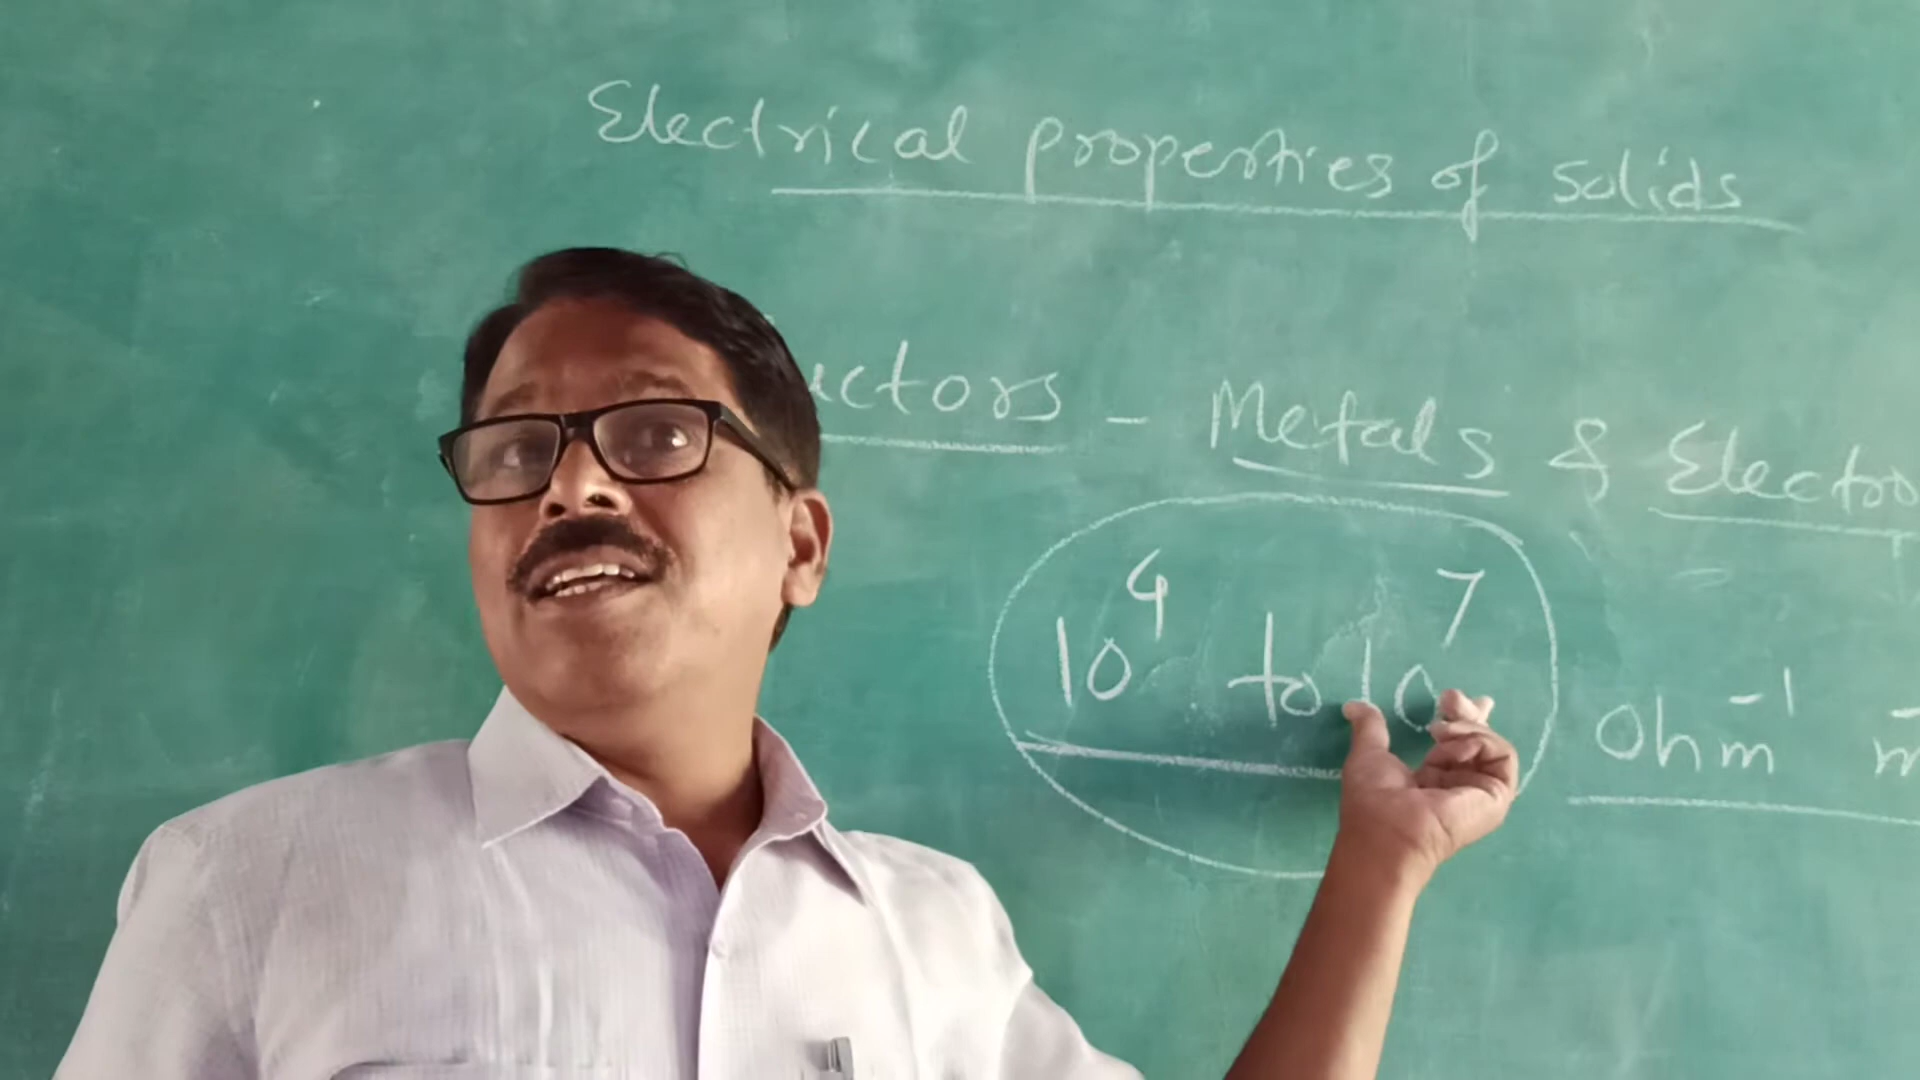 Electrical properties of solids
uctors - Metals & Electro
10⁴ to 10⁷ Ohm⁻¹ m⁻